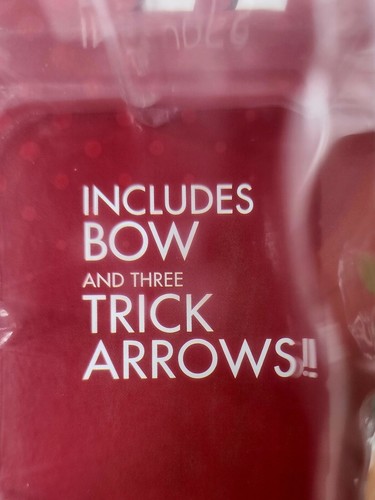 INCLUDES
BOW
AND THREE
TRICK
ARROWS!!